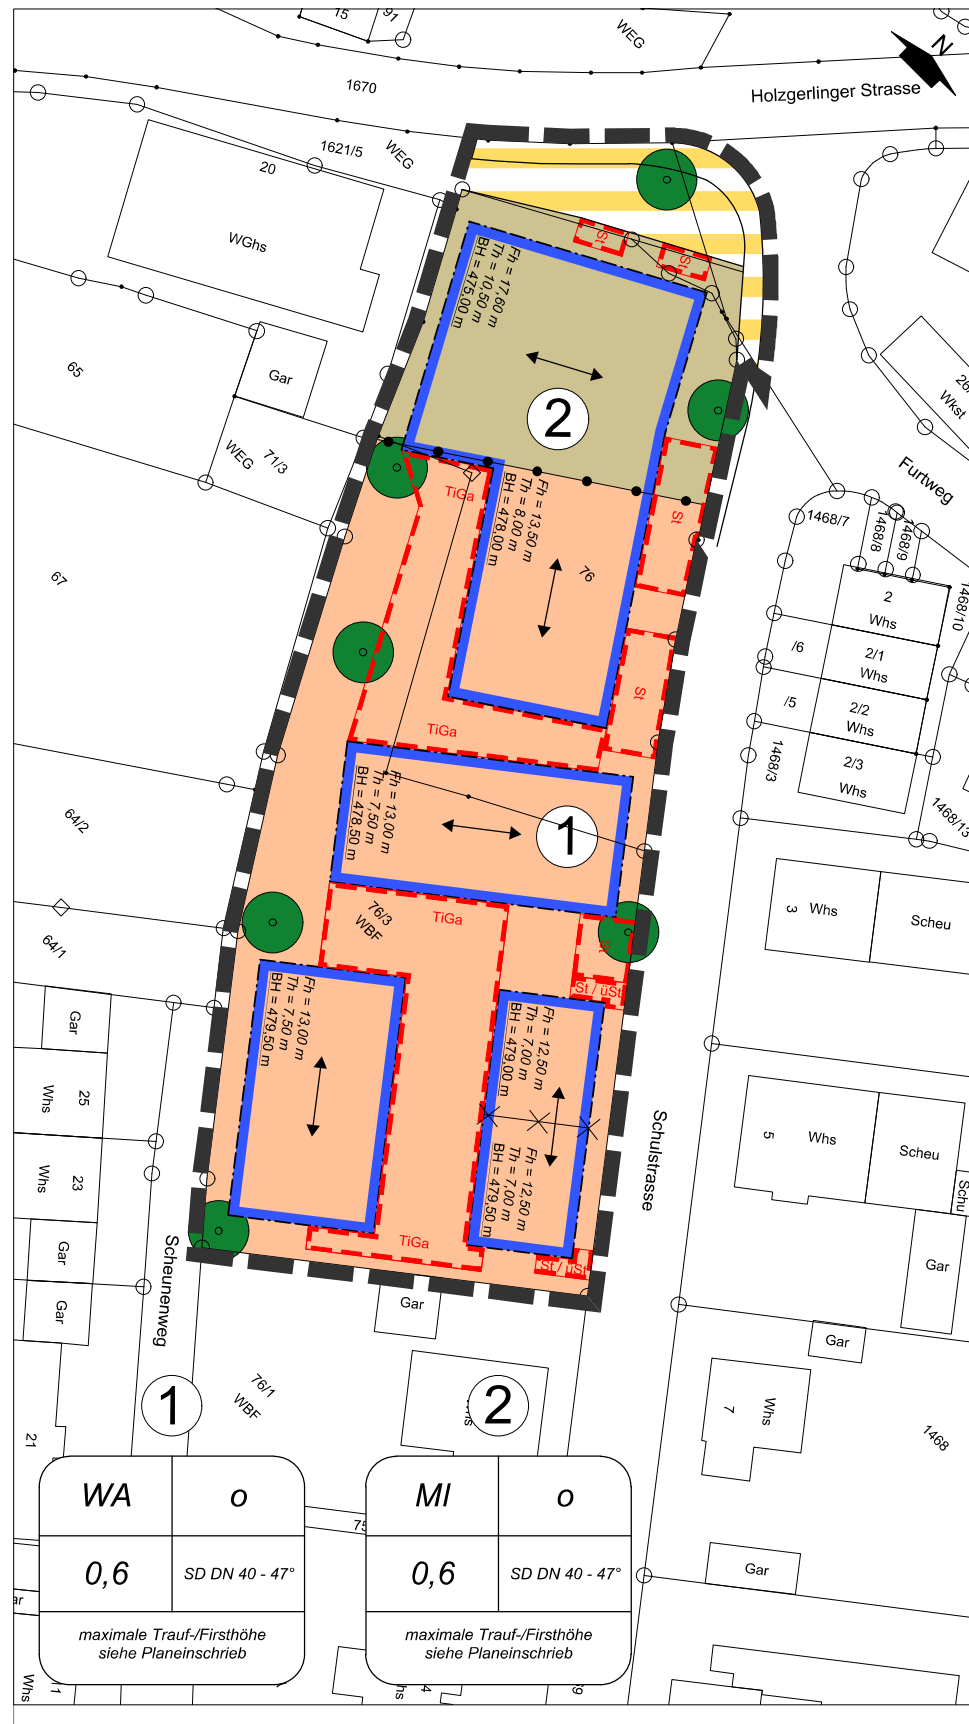 15
91
WEG
N
1670
Holzgerlinger Strasse
1621/5
WEG
20
WGhs
St
St
Fh = 17,60 m
Th = 10,50 m
BH = 475,00 m
65
Gar
2
Wkst
71/3
WEG
Furtweg
TiGa
Fh = 13,50 m
Th = 8,00 m
BH = 478,00 m
St
76
1468/7
1468/8
1468/9
1468/10
67
2
Whs
/6
2/1
Whs
St
/5
2/2
Whs
TiGa
1468/3
2/3
Whs
Fh = 13,00 m
Th = 7,50 m
BH = 478,50 m
1
64/2
1468/13
76/3
WBF
TiGa
3
Whs
Scheu
64/1
St
St / üSt
Fh = 13,00 m
Th = 7,50 m
BH = 479,50 m
Fh = 12,50 m
Th = 7,00 m
BH = 479,00 m
Gar
25
Whs
Schulstrasse
5
Whs
Scheu
Fh = 12,50 m
Th = 7,00 m
BH = 479,50 m
23
Whs
Schu
Scheunenweg
TiGa
St / üSt
Gar
Gar
Gar
Gar
Gar
76/1
WBF
1
2
7
Whs
1468
21
WA
o
0,6
SD DN 40 - 47°
maximale Trauf-/Firsthöhe
siehe Planeinschrieb
MI
o
0,6
SD DN 40 - 47°
maximale Trauf-/Firsthöhe
siehe Planeinschrieb
75
Gar
Whs
11